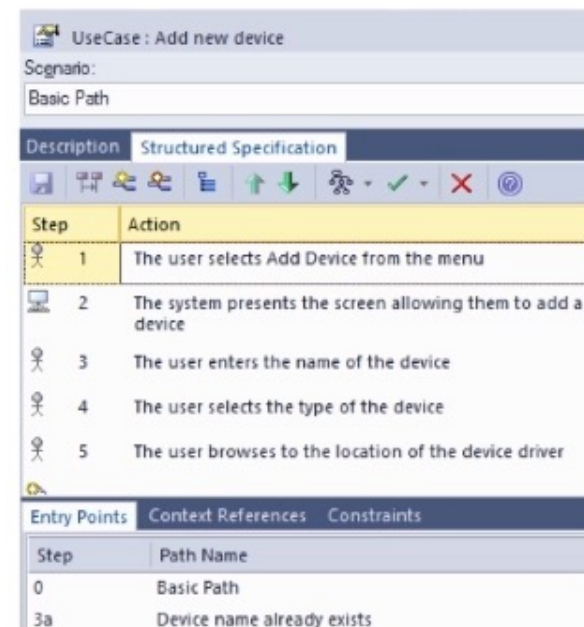 UseCase : Add new device
Scenario:
Basic Path
Description Structured Specification
Step Action
1 The user selects Add Device from the menu
2 The system presents the screen allowing them to add a
device
3 The user enters the name of the device
4 The user selects the type of the device
5 The user browses to the location of the device driver
Entry Points Context References Constraints
Step Path Name
0 Basic Path
3a Device name already exists